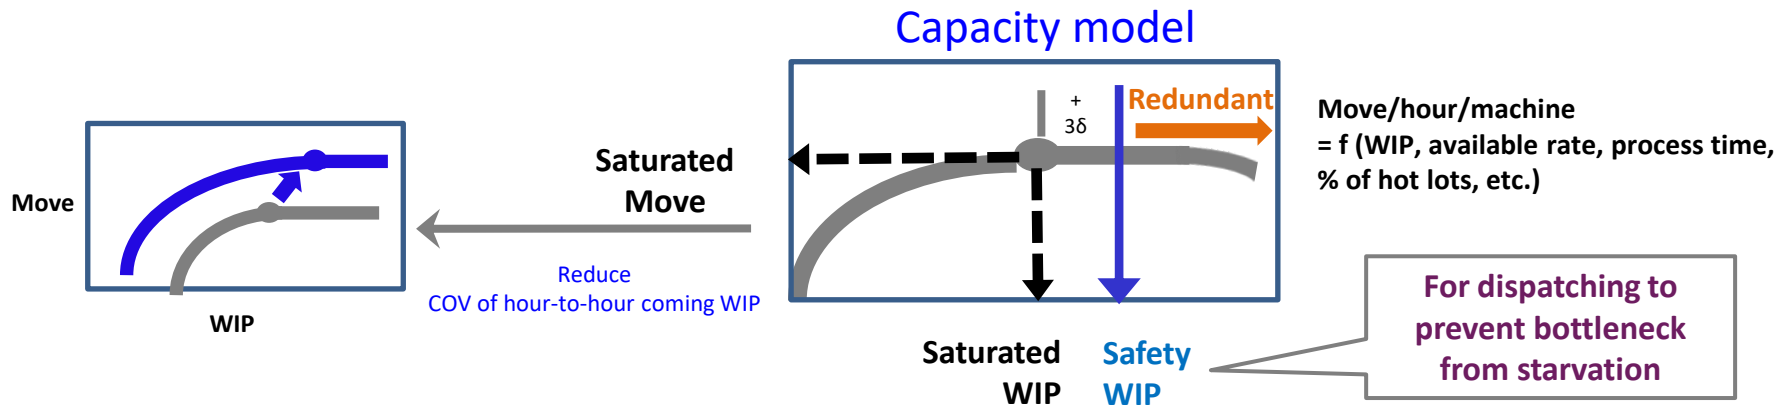 Capacity model
Move
WIP
Saturated
Move
Reduce
COV of hour-to-hour coming WIP
+
3δ
Redundant
Saturated
WIP
Safety
WIP
Move/hour/machine
= f (WIP, available rate, process time,
% of hot lots, etc.)
For dispatching to
prevent bottleneck
from starvation